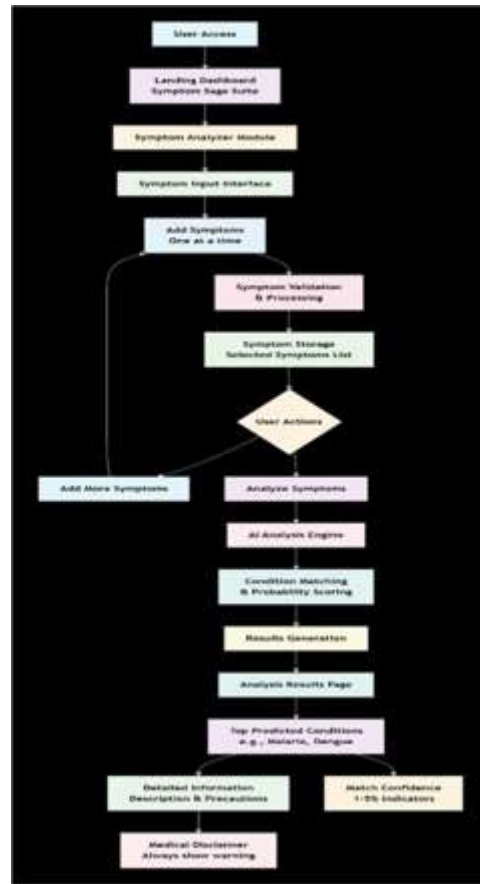 User Access
Landing Dashboard
Symptom Sage Suite
Symptom Analyzer Module
Symptom Input Interface
Add Symptoms
One at a time
Symptom Validation
& Processing
Symptom Storage
Selected Symptoms List
User Actions
Add More Symptoms
Analyze Symptoms
AI Analysis Engine
Condition Matching
& Probability Scoring
Results Generation
Analysis Results Page
Top Predicted Conditions
e.g., Malaria, Dengue
Detailed Information
Description & Precautions
Match Confidence
1-5% Indicators
Medical Disclaimer
Always show warning